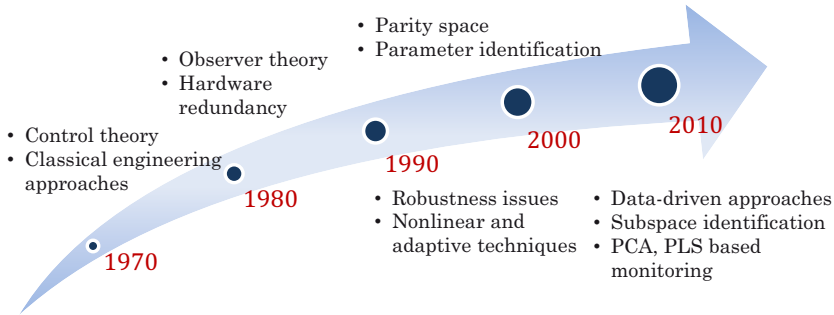 • Parity space
• Parameter identification
• Observer theory
• Hardware
redundancy
• Control theory
• Classical engineering
approaches
2010
2000
1990
1980
1970
• Robustness issues
• Nonlinear and
adaptive techniques
• Data-driven approaches
• Subspace identification
• PCA, PLS based
monitoring